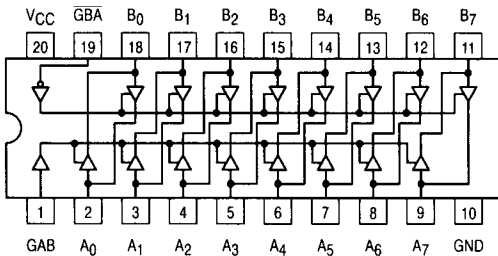 VCC G̅B̅A̅ B0 B1 B2 B3 B4 B5 B6 B7
20 19 18 17 16 15 14 13 12 11
1 2 3 4 5 6 7 8 9 10
GAB A0 A1 A2 A3 A4 A5 A6 A7 GND